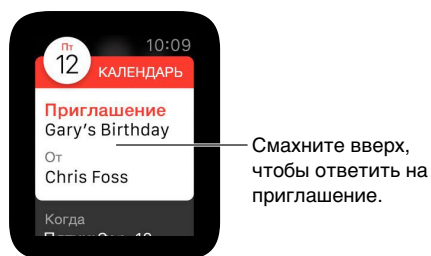 Пт
12
10:09
КАЛЕНДАРЬ
Приглашение
Gary's Birthday
От
Chris Foss
Когда
Смахните вверх,
чтобы ответить на
приглашение.